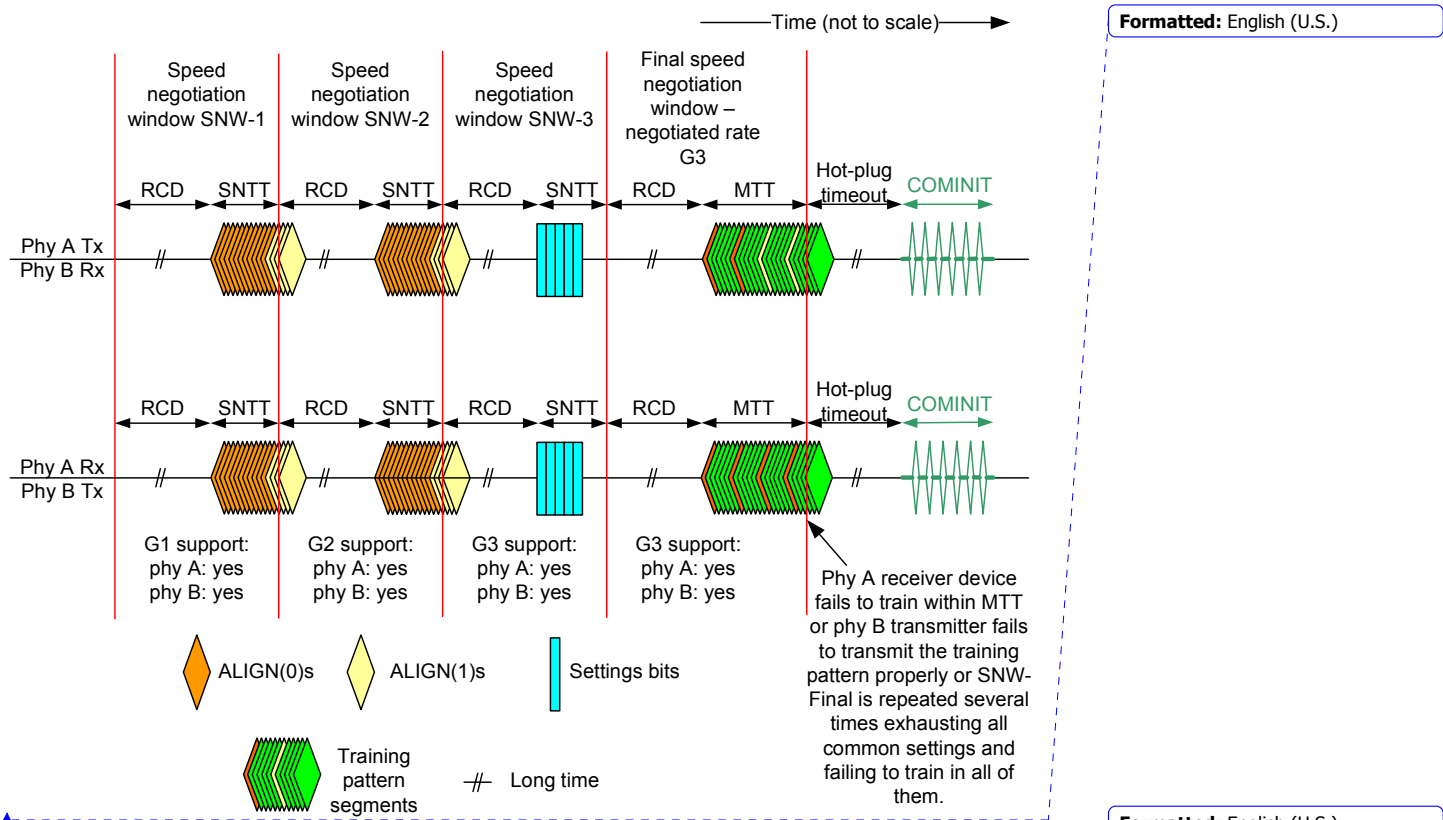 Time (not to scale)
Formatted: English (U.S.)
Speed
negotiation
window SNW-1
Speed
negotiation
window SNW-2
Speed
negotiation
window SNW-3
Final speed
negotiation
window –
negotiated rate
G3
RCD
SNTT
RCD
SNTT
RCD
SNTT
RCD
MTT
Hot-plug
timeout
COMINIT
Phy A Tx
Phy B Rx
RCD
SNTT
RCD
SNTT
RCD
SNTT
RCD
MTT
Hot-plug
timeout
COMINIT
Phy A Rx
Phy B Tx
G1 support:
phy A: yes
phy B: yes
G2 support:
phy A: yes
phy B: yes
G3 support:
phy A: yes
phy B: yes
G3 support:
phy A: yes
phy B: yes
Phy A receiver device
fails to train within MTT
or phy B transmitter fails
to transmit the training
pattern properly or SNW-
Final is repeated several
times exhausting all
common settings and
failing to train in all of
them.
ALIGN(0)s
ALIGN(1)s
Settings bits
Training
pattern
segments
Long time
Formatted: English (U.S.)